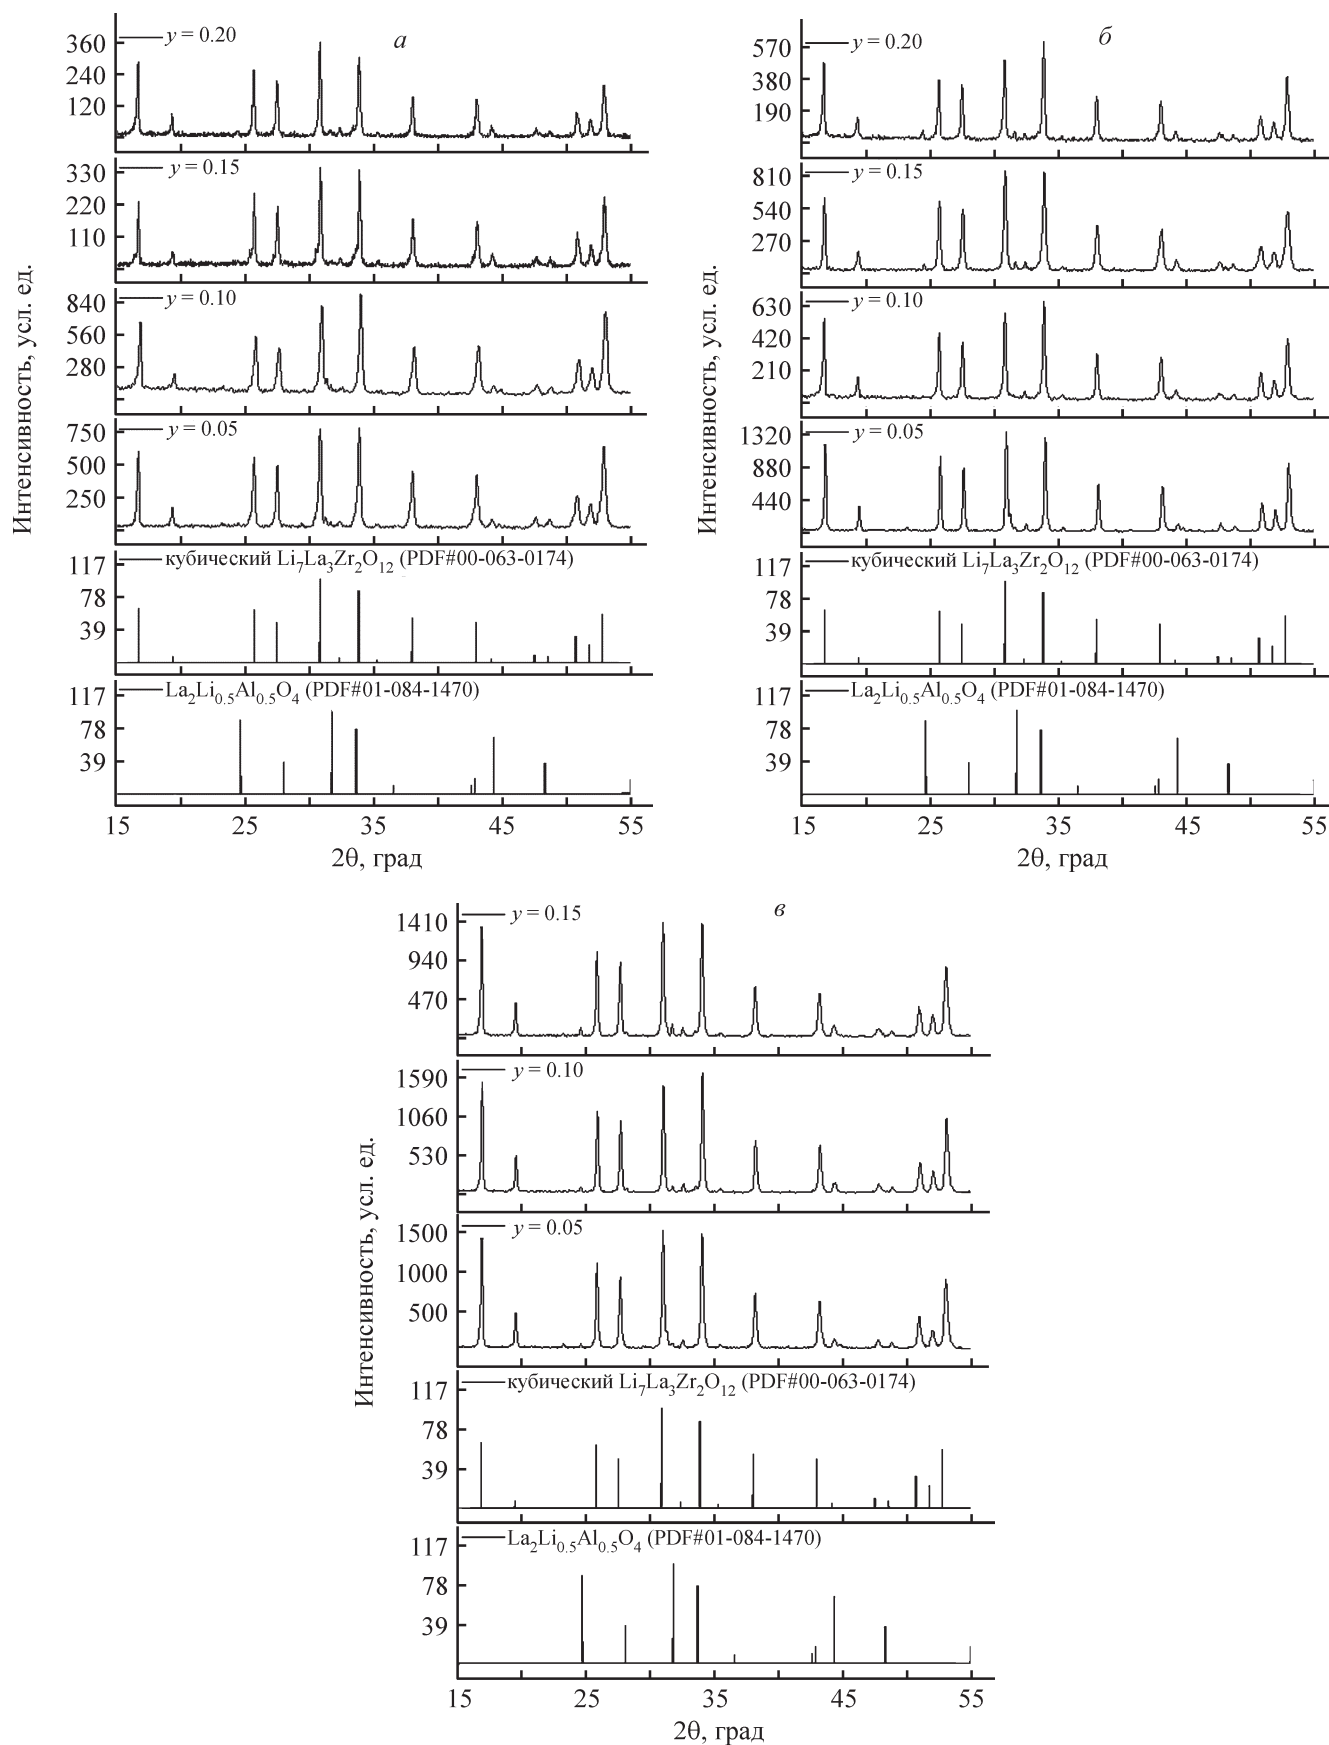 а
y = 0.20
360
240
120
y = 0.15
330
220
110
y = 0.10
840
560
280
y = 0.05
750
500
250
кубический Li₇La₃Zr₂O₁₂ (PDF#00-063-0174)
117
78
39
La₂Li₀.₅Al₀.₅O₄ (PDF#01-084-1470)
117
78
39
15 25 35 45 55
2θ, град
Интенсивность, усл. ед.
б
y = 0.20
570
380
190
y = 0.15
810
540
270
y = 0.10
630
420
210
y = 0.05
1320
880
440
кубический Li₇La₃Zr₂O₁₂ (PDF#00-063-0174)
117
78
39
La₂Li₀.₅Al₀.₅O₄ (PDF#01-084-1470)
117
78
39
15 25 35 45 55
2θ, град
Интенсивность, усл. ед.
в
y = 0.15
1410
940
470
y = 0.10
1590
1060
530
y = 0.05
1500
1000
500
кубический Li₇La₃Zr₂O₁₂ (PDF#00-063-0174)
117
78
39
La₂Li₀.₅Al₀.₅O₄ (PDF#01-084-1470)
117
78
39
15 25 35 45 55
2θ, град
Интенсивность, усл. ед.